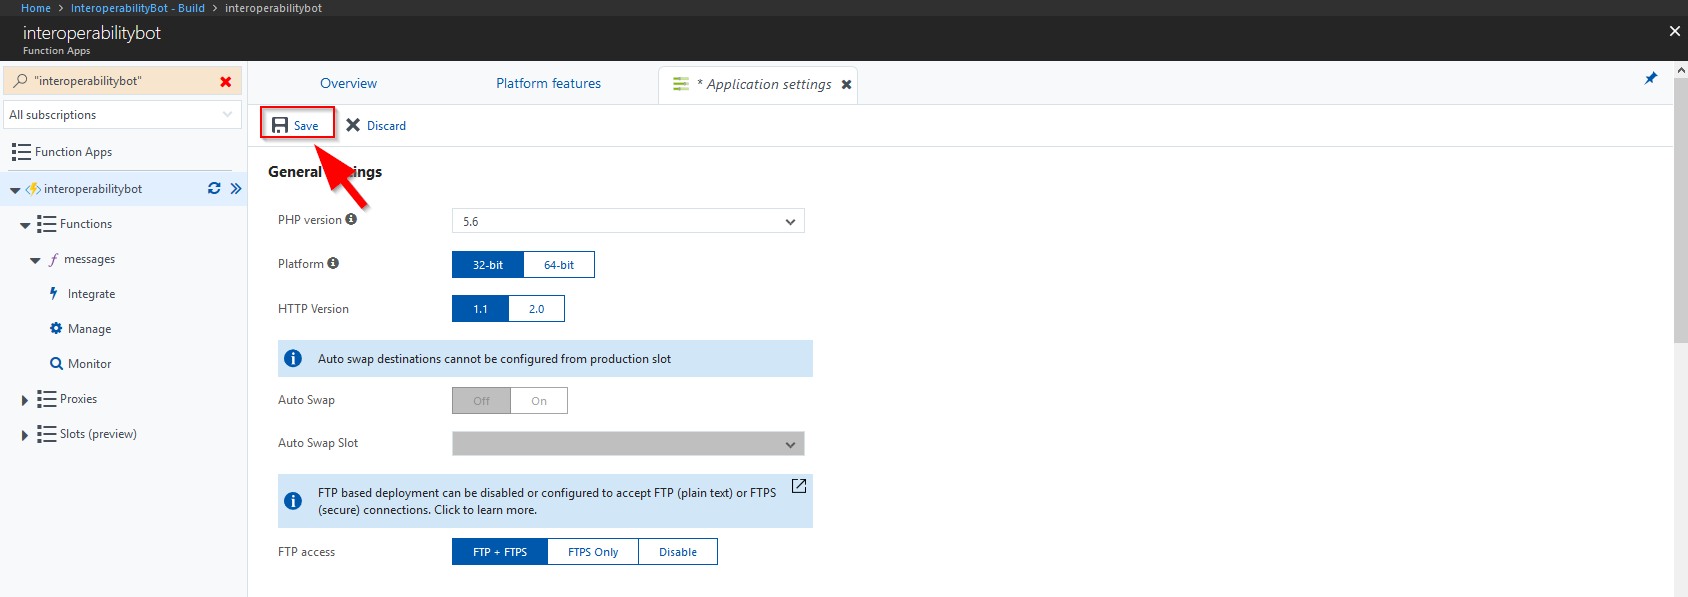 Home > InteroperabilityBot - Build > interoperabilitybot
interoperabilitybot
Function Apps
"interoperabilitybot"
All subscriptions
Function Apps
interoperabilitybot
Functions
messages
Integrate
Manage
Monitor
Proxies
Slots (preview)
Overview
Platform features
* Application settings
Save
Discard
General ings
PHP version
5.6
Platform
32-bit
64-bit
HTTP Version
1.1
2.0
Auto swap destinations cannot be configured from production slot
Auto Swap
Off
On
Auto Swap Slot
FTP based deployment can be disabled or configured to accept FTP (plain text) or FTPS
(secure) connections. Click to learn more.
FTP access
FTP + FTPS
FTPS Only
Disable